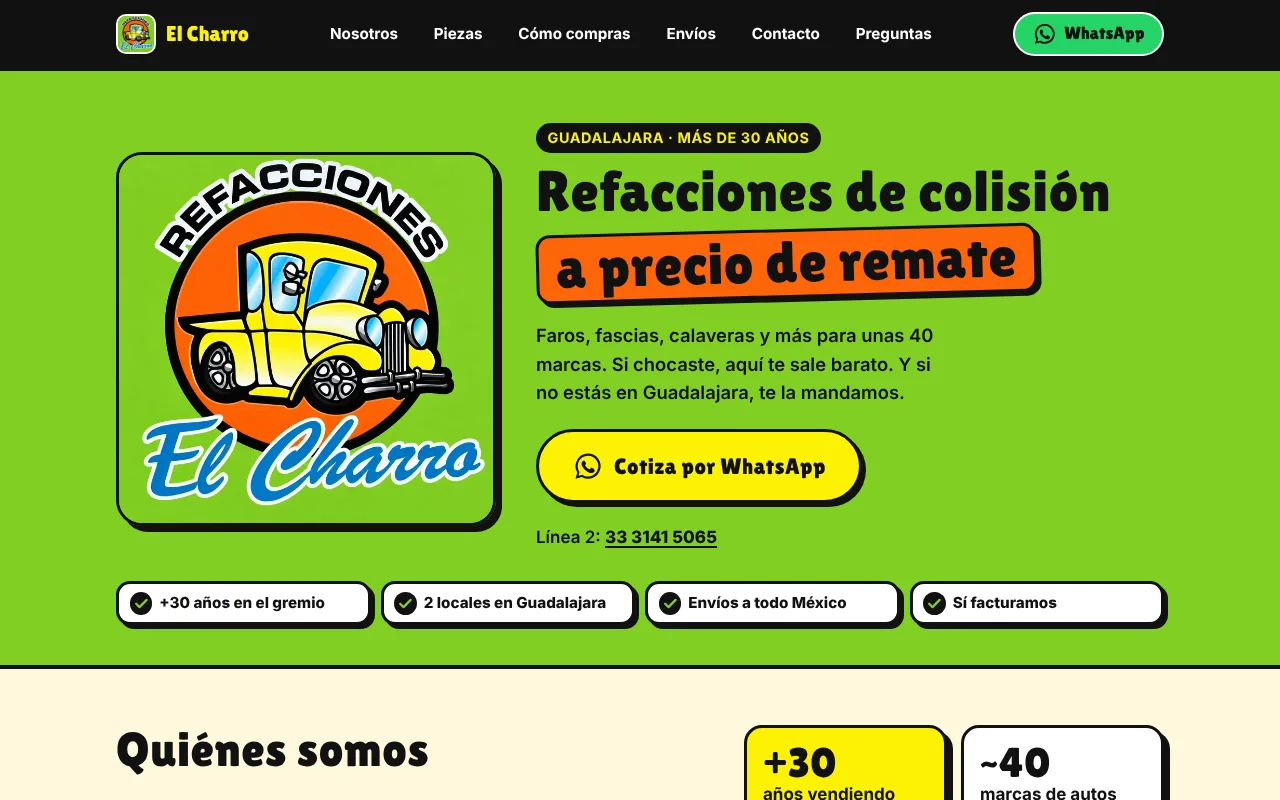 El Charro
Nosotros
Piezas
Cómo compras
Envíos
Contacto
Preguntas
WhatsApp
REFACCIONES
El Charro
GUADALAJARA · MÁS DE 30 AÑOS
Refacciones de colisión
a precio de remate
Faros, fascias, calaveras y más para unas 40
marcas. Si chocaste, aquí te sale barato. Y si
no estás en Guadalajara, te la mandamos.
Cotiza por WhatsApp
Línea 2: 33 3141 5065
+30 años en el gremio
2 locales en Guadalajara
Envíos a todo México
Sí facturamos
Quiénes somos
+30
años vendiendo
~40
marcas de autos